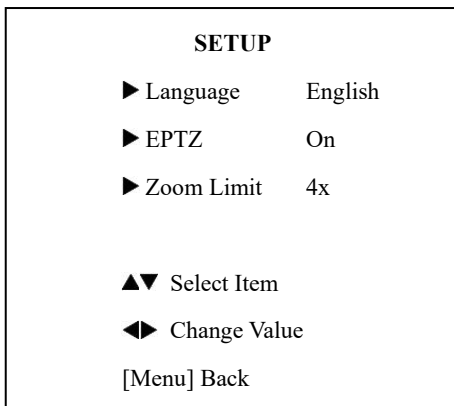 SETUP
▶ Language English
▶ EPTZ On
▶ Zoom Limit 4x
▲▼ Select Item
◀▶ Change Value
[Menu] Back